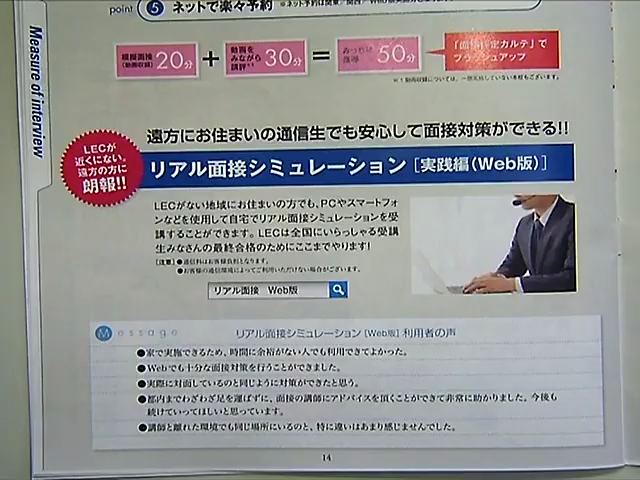 point 5 ネットで楽々予約
模擬面接
(動画収録)
20分
+
動画を
みながら
講評※1
30分
=
みっちり
指導
50分
「面接判定カルテ」で
ブラッシュアップ
Measure of interview
LECが
近くにない、
遠方の方に
朗報!!
遠方にお住まいの通信生でも安心して面接対策ができる!!
リアル面接シミュレーション[実践編(Web版)]
LECがない地域にお住まいの方でも、PCやスマートフォ
ンなどを使用して自宅でリアル面接シミュレーションを受
講することができます。LECは全国にいらっしゃる受講
生みなさんの最終合格のためにここまでやります!
[注意]●通信料はお客様負担となります。
●お客様の通信環境によってご利用いただけない場合がございます。
リアル面接 Web版
Message
リアル面接シミュレーション[Web版]利用者の声
●家で実施できるため、時間に余裕がない人でも利用できてよかった。
●Webでも十分な面接対策を行うことができました。
●実際に対面しているのと同じように対策ができたと思う。
●都内までわざわざ足を運ばずに、面接の講師にアドバイスを頂くことができて非常に助かりました。今後も
続けていってほしいと思っています。
●講師と離れた環境でも同じ場所にいるのと、特に違いはあまり感じませんでした。
14